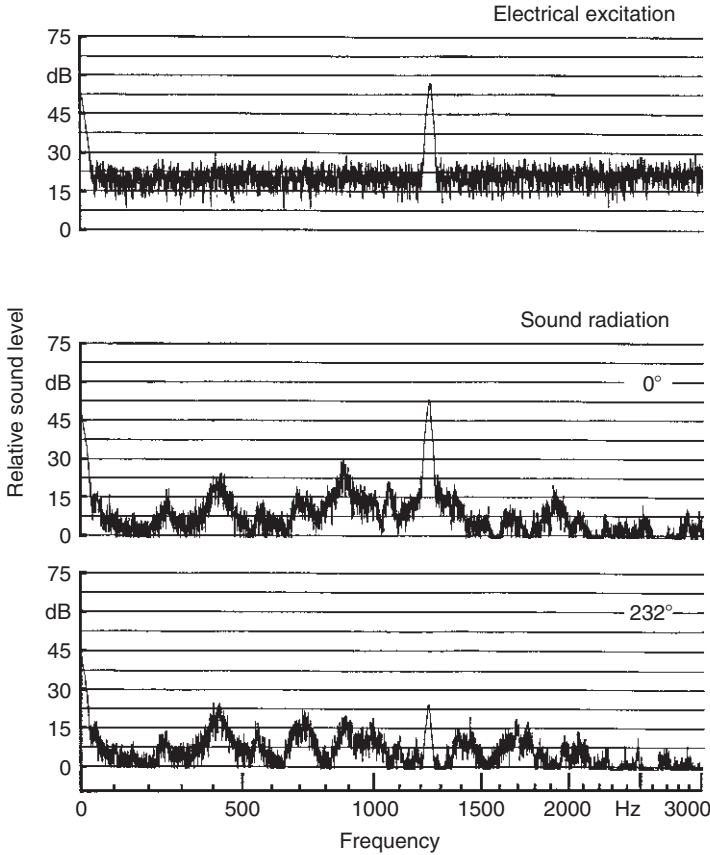 Electrical excitation
75
dB
45
30
15
0
Sound radiation
Relative sound level
75
dB
0°
45
30
15
0
75
dB
232°
45
30
15
0
0 500 1000 1500 2000 Hz 3000
Frequency